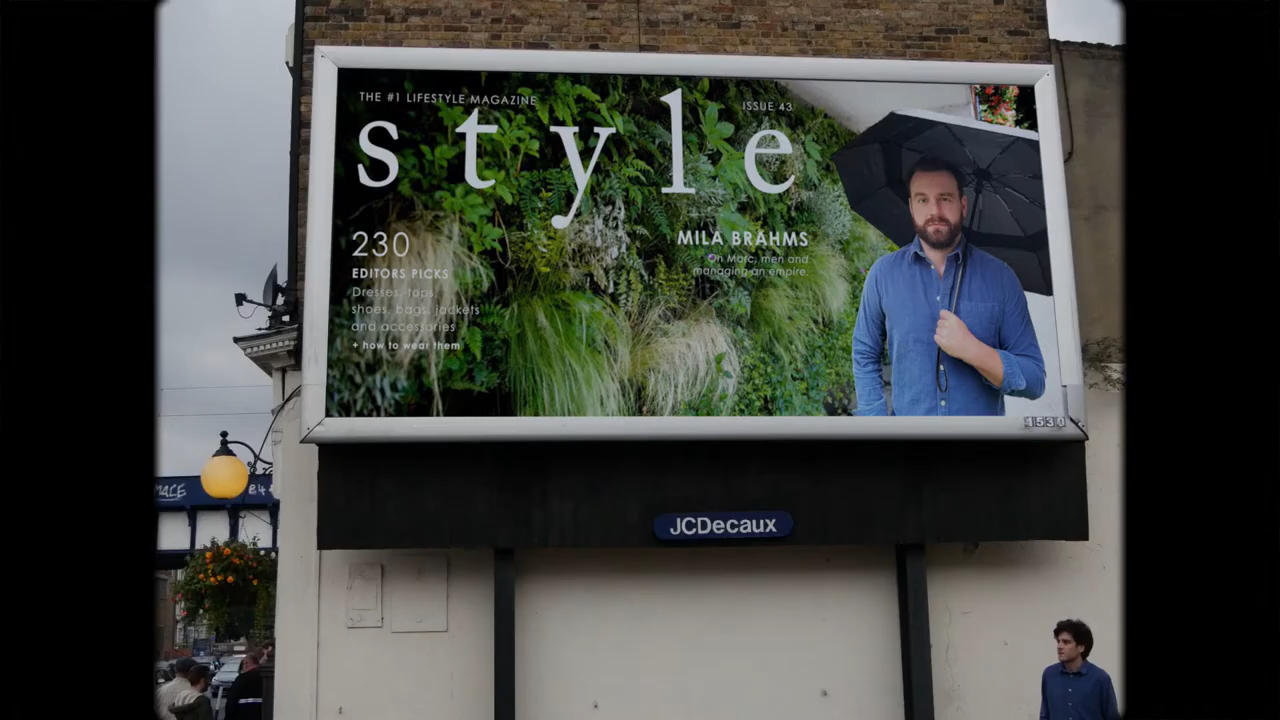 THE #1 LIFESTYLE MAGAZINE
ISSUE 43
style
230
EDITORS PICKS
Dresses, tops,
shoes, bags, jackets
and accessories
+ how to wear them
MILA BRAHMS
On Marc, men and
managing an empire.
1530
JCDecaux